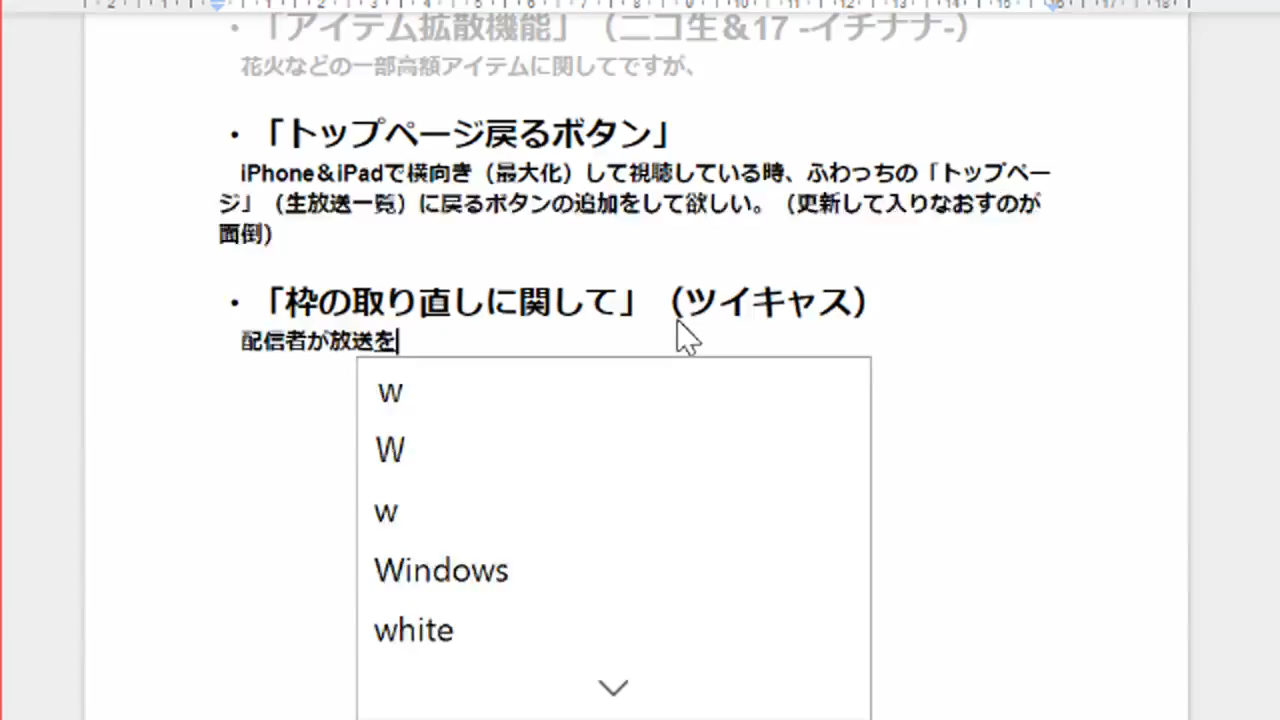 ・「アイテム拡散機能」（ニコ生＆17 -イチナナ-）
花火などの一部高額アイテムに関してですが、
・「トップページ戻るボタン」
iPhone＆iPadで横向き（最大化）して視聴している時、ふわっちの「トップペー
ジ」（生放送一覧）に戻るボタンの追加をして欲しい。（更新して入りなおすのが
面倒）
・「枠の取り直しに関して」（ツイキャス）
配信者が放送を
ｗ
Ｗ
w
Windows
white